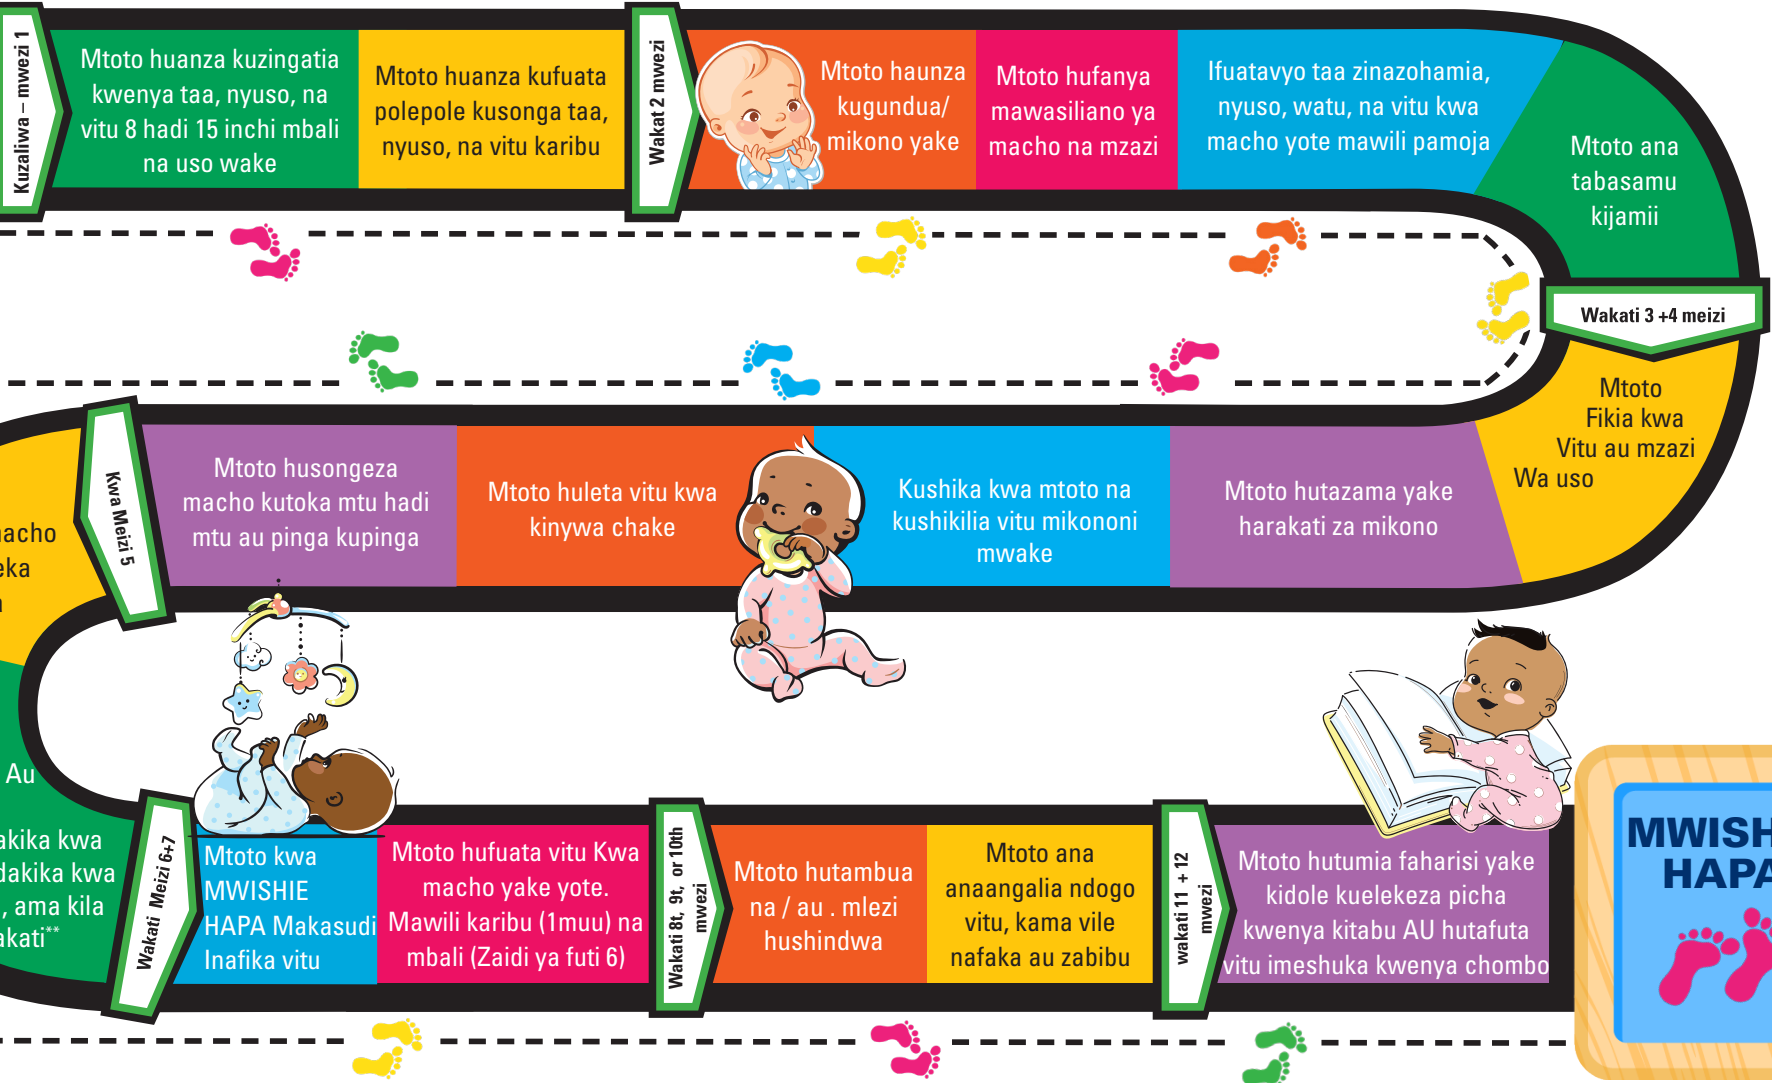 Kuzaliwa – mwezi 1
Mtoto huanza kuzingatia
kwenya taa, nyuso, na
vitu 8 hadi 15 inchi mbali
na uso wake
Mtoto huanza kufuata
polepole kusonga taa,
nyuso, na vitu karibu
Wakat 2 mwezi
Mtoto haunza
kugundua/
mikono yake
Mtoto hufanya
mawasiliano ya
macho na mzazi
Ifuatavyo taa zinazohamia,
nyuso, watu, na vitu kwa
macho yote mawili pamoja
Mtoto ana
tabasamu
kijamii
Wakati 3 +4 meizi
Mtoto
Fikia kwa
Vitu au mzazi
Wa uso
Mtoto hutazama yake
harakati za mikono
Kushika kwa mtoto na
kushikilia vitu mikononi
mwake
Mtoto huleta vitu kwa
kinywa chake
Mtoto husongeza
macho kutoka mtu hadi
mtu au pinga kupinga
Kwa Meizi 5
Au
kwa
dakika kwa
, ama kila
Wakati Meizi 6+7
Mtoto kwa
MWISHIE
HAPA Makasudi
Inafika vitu
Mtoto hufuata vitu Kwa
macho yake yote.
Mawili karibu (1muu) na
mbali (Zaidi ya futi 6)
Wakati 8t, 9t, or 10th
mwezi
Mtoto hutambua
na / au . mlezi
hushindwa
Mtoto ana
anaangalia ndogo
vitu, kama vile
nafaka au zabibu
wakati 11 + 12
mwezi
Mtoto hutumia faharisi yake
kidole kuelekeza picha
kwenya kitabu AU hutafuta
vitu imeshuka kwenya chombo
HAPA